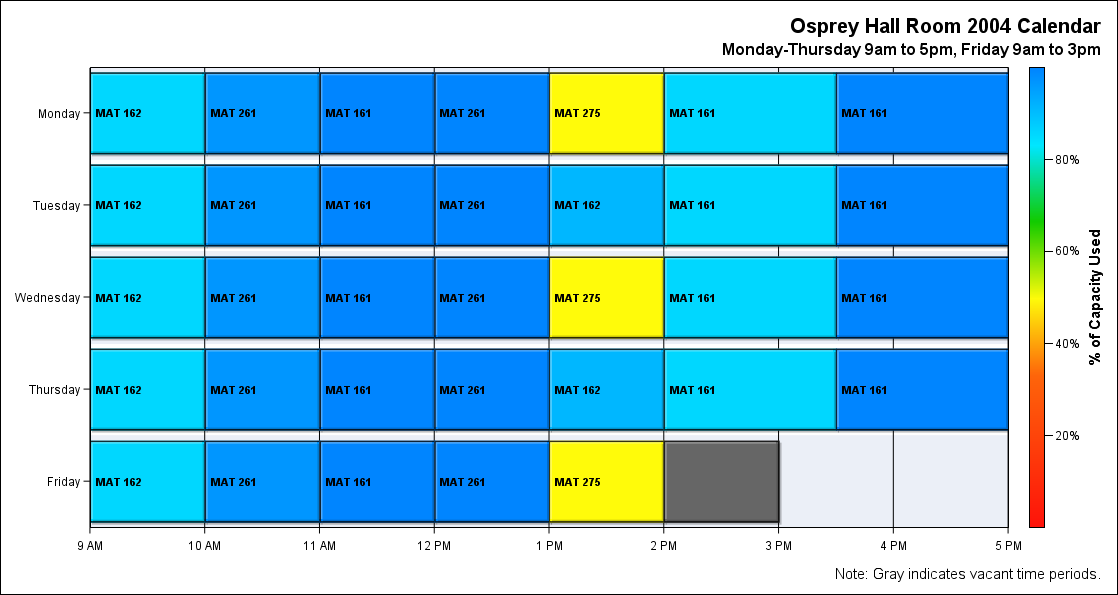 Osprey Hall Room 2004 Calendar
Monday-Thursday 9am to 5pm, Friday 9am to 3pm
Monday MAT 162 MAT 261 MAT 161 MAT 261 MAT 275 MAT 161 MAT 161
Tuesday MAT 162 MAT 261 MAT 161 MAT 261 MAT 162 MAT 161 MAT 161
Wednesday MAT 162 MAT 261 MAT 161 MAT 261 MAT 275 MAT 161 MAT 161
Thursday MAT 162 MAT 261 MAT 161 MAT 261 MAT 162 MAT 161 MAT 161
Friday MAT 162 MAT 261 MAT 161 MAT 261 MAT 275
9 AM 10 AM 11 AM 12 PM 1 PM 2 PM 3 PM 4 PM 5 PM
80%
60%
40%
20%
% of Capacity Used
Note: Gray indicates vacant time periods.